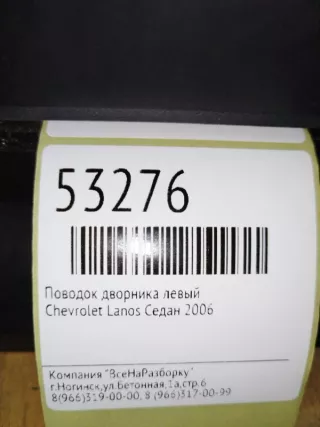 53276
Поводок дворника левый
Chevrolet Lanos Седан 2006
Компания "ВсеНаРазборку"
г.Ногинск,ул.Бетонная,1а,стр.6
8(966)319-00-00, 8 (966)317-00-99